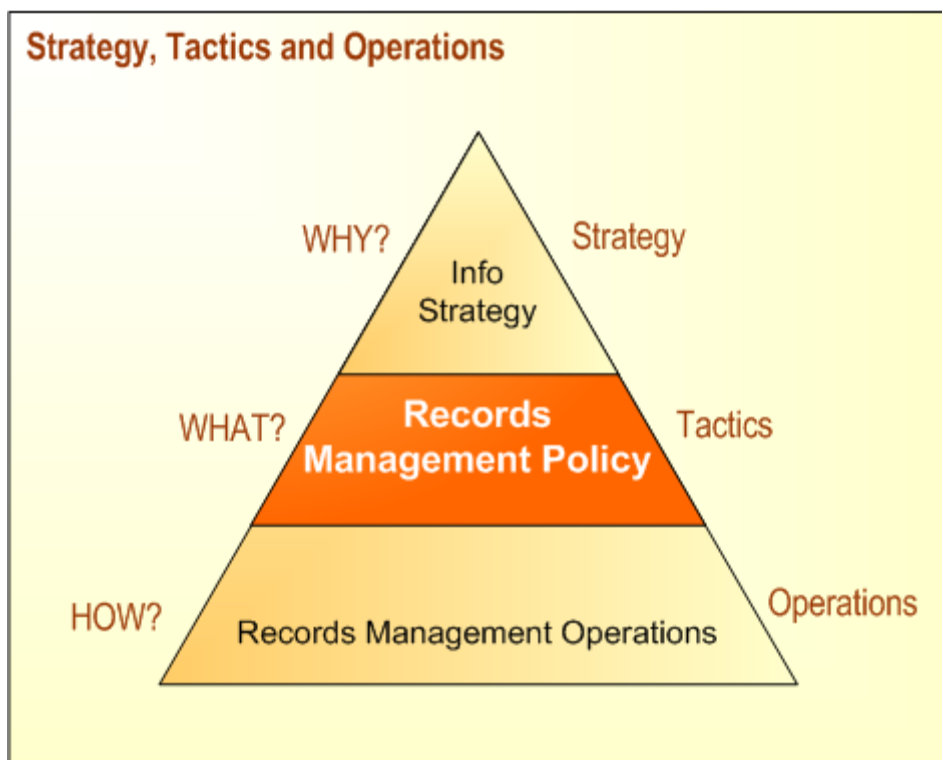 Strategy, Tactics and Operations
WHY?
Strategy
Info
Strategy
WHAT?
Records
Management Policy
Tactics
HOW?
Records Management Operations
Operations